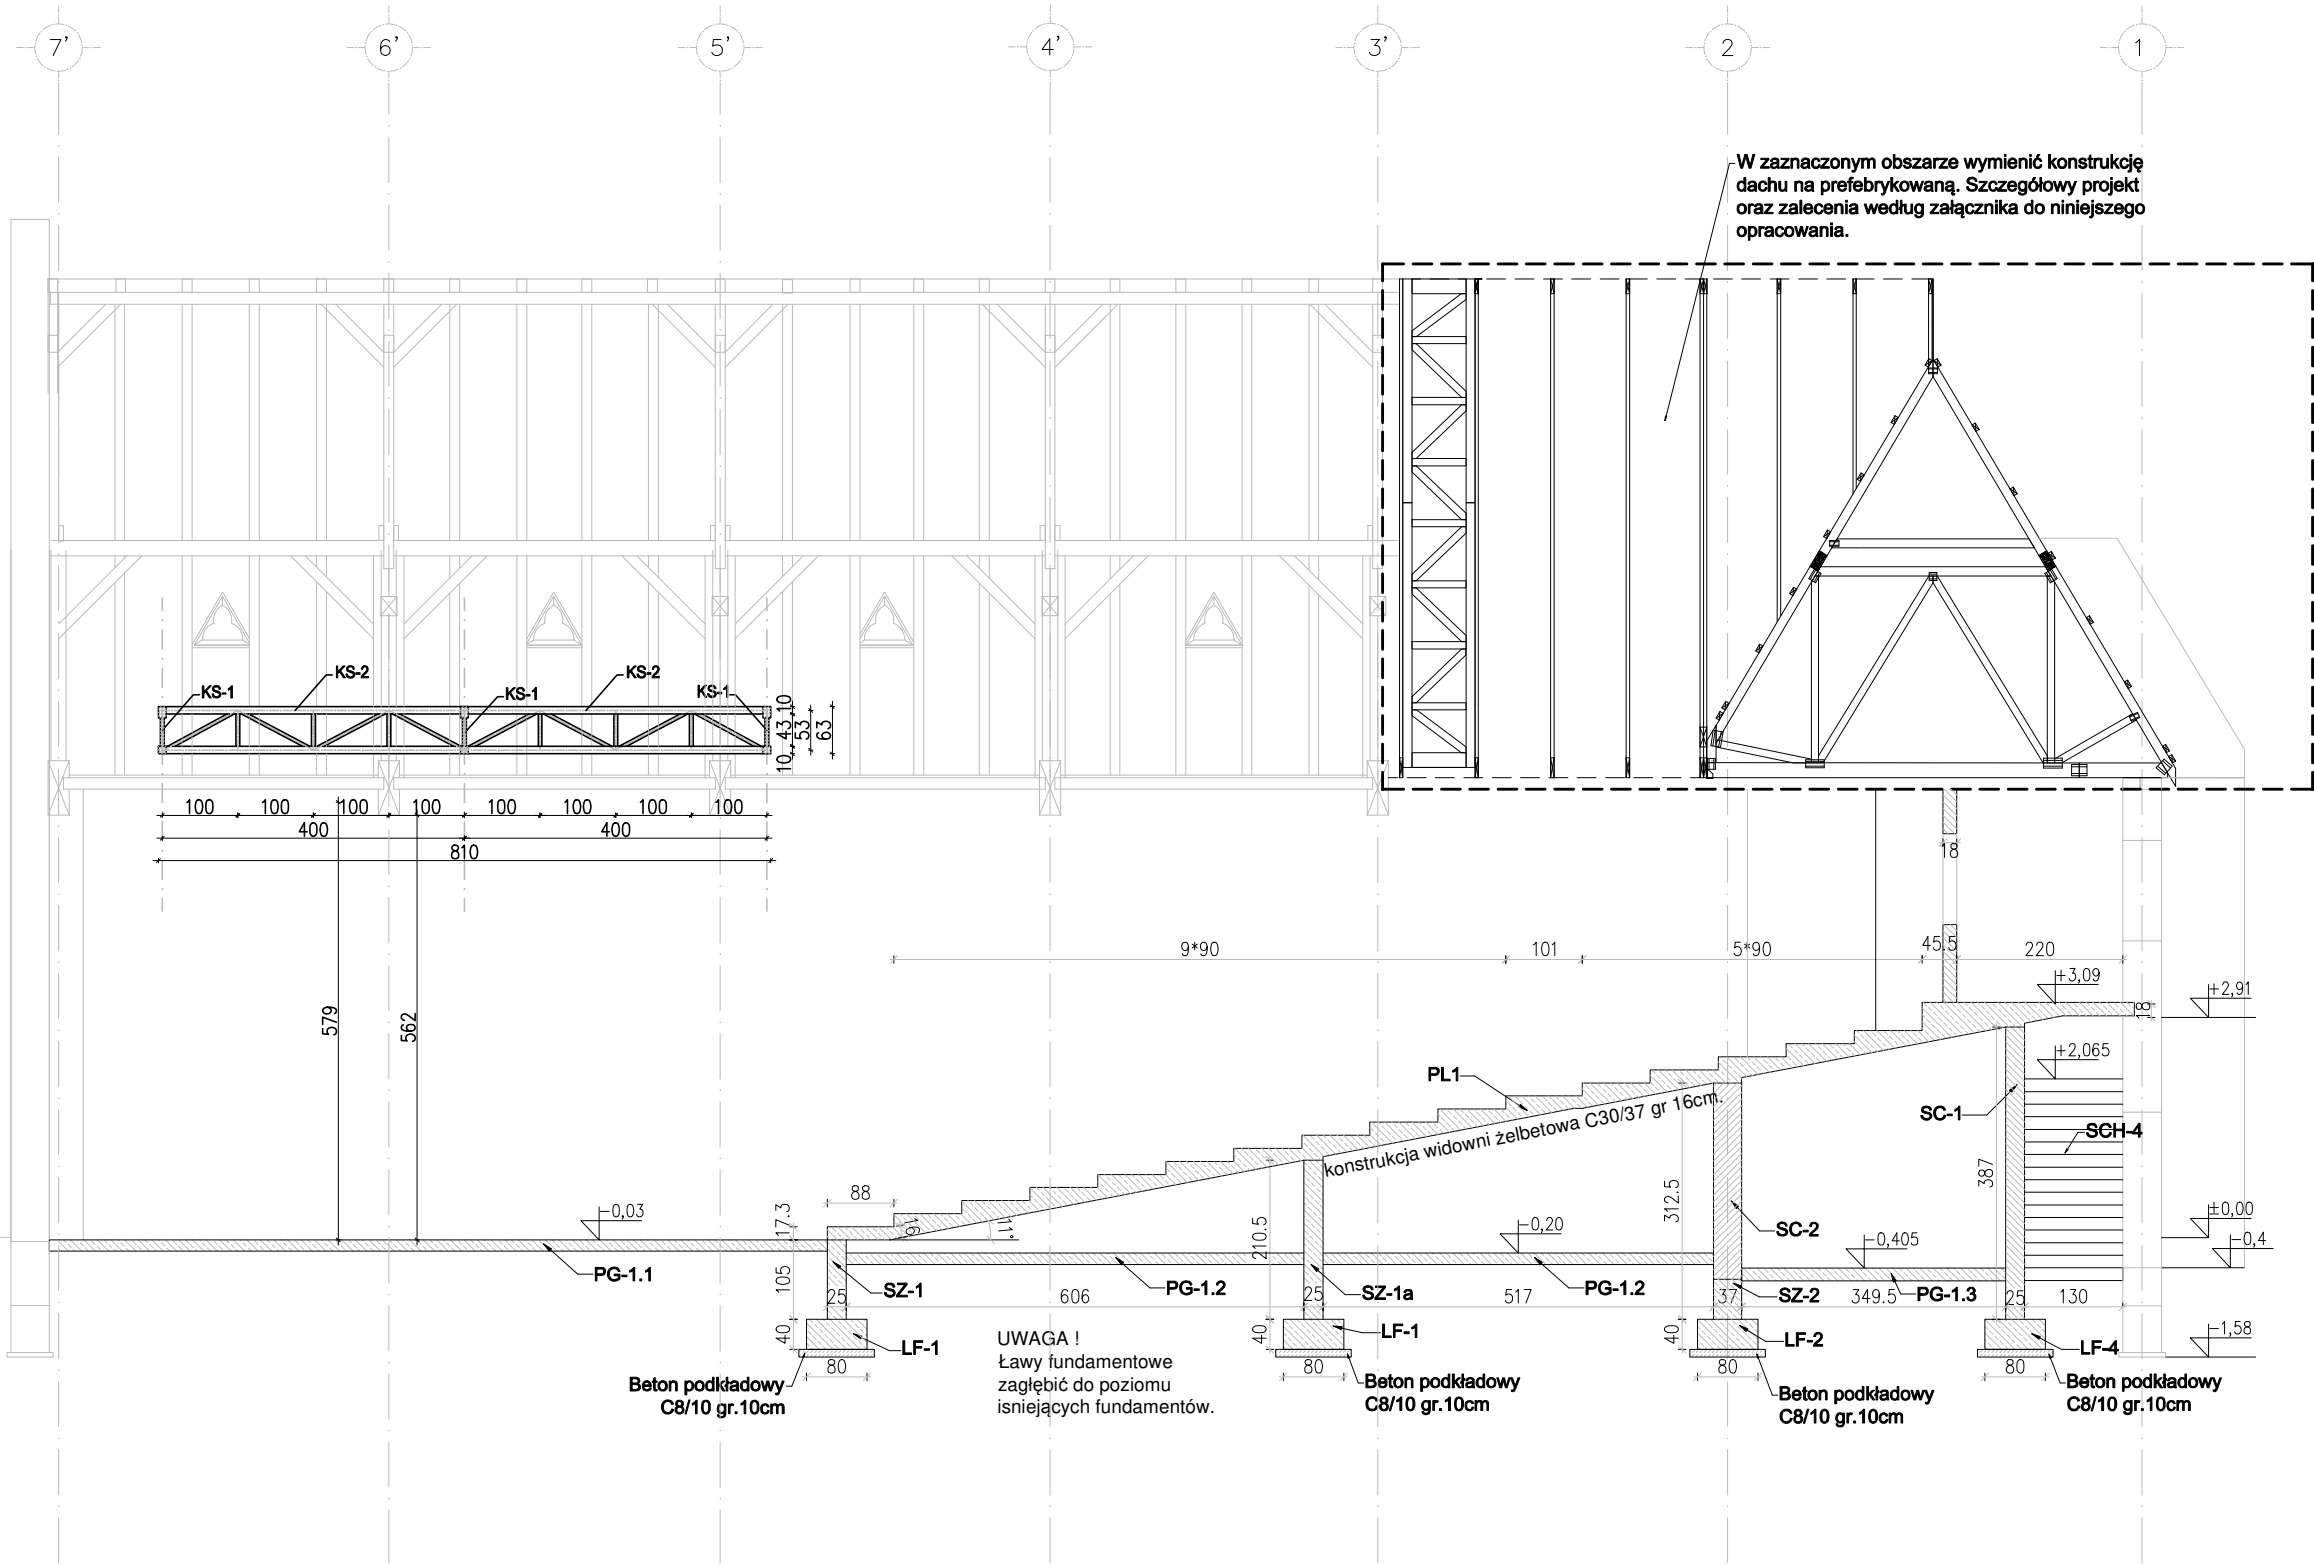 7'
6'
5'
4'
3'
2
1
W zaznaczonym obszarze wymienić konstrukcję
dachu na prefebrykowaną. Szczegółowy projekt
oraz zalecenia według załącznika do niniejszego
opracowania.
KS-1
KS-2
KS-1
KS-2
KS-1
10
43
10
53
63
100
100
100
100
100
100
100
100
400
400
810
579
562
18
9*90
101
5*90
45.5
220
+3,09
+2,91
18
+2,065
PL1
konstrukcja widowni żelbetowa C30/37 gr 16cm.
SC-1
SCH-4
387
312.5
210.5
88
17.3
16
11°
-0,03
-0,20
-0,405
±0,00
-0,4
SC-2
PG-1.1
105
SZ-1
PG-1.2
SZ-1a
PG-1.2
SZ-2
PG-1.3
25
606
25
517
37
349.5
25
130
40
LF-1
40
LF-1
40
LF-2
LF-4
-1,58
80
80
80
80
UWAGA !
Ławy fundamentowe
zagłębić do poziomu
isniejących fundamentów.
Beton podkładowy
C8/10 gr.10cm
Beton podkładowy
C8/10 gr.10cm
Beton podkładowy
C8/10 gr.10cm
Beton podkładowy
C8/10 gr.10cm